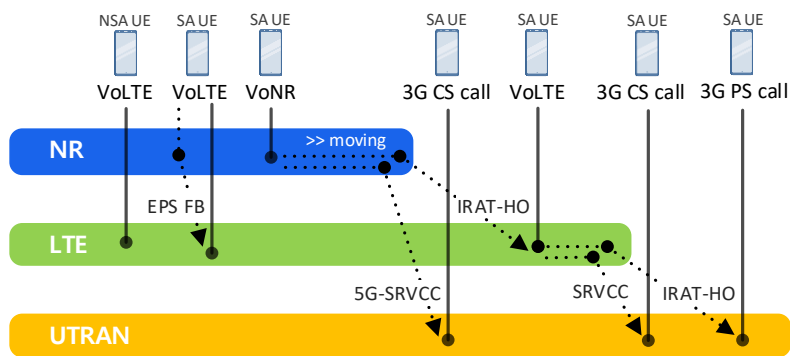 NSA UE SA UE SA UE SA UE SA UE SA UE SA UE
VoLTE VoLTE VoNR 3G CS call VoLTE 3G CS call 3G PS call
NR >> moving
EPS FB IRAT-HO
LTE
5G-SRVCC SRVCC IRAT-HO
UTRAN